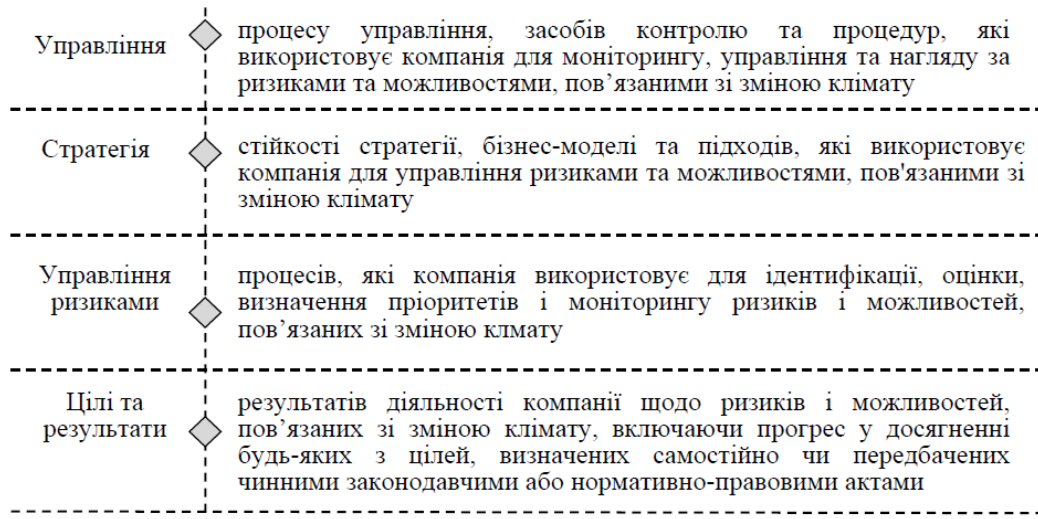 Управління
процесу управління, засобів контролю та процедур, які
використовує компанія для моніторингу, управління та нагляду за
ризиками та можливостями, пов’язаними зі зміною клімату
Стратегія
стійкості стратегії, бізнес-моделі та підходів, які використовує
компанія для управління ризиками та можливостями, пов'язаними зі
зміною клімату
Управління
ризиками
процесів, які компанія використовує для ідентифікації, оцінки,
визначення пріоритетів і моніторингу ризиків і можливостей,
пов’язаних зі зміною клмату
Цілі та
результати
результатів діяльності компанії щодо ризиків і можливостей,
пов’язаних зі зміною клімату, включаючи прогрес у досягненні
будь-яких з цілей, визначених самостійно чи передбачених
чинними законодавчими або нормативно-правовими актами